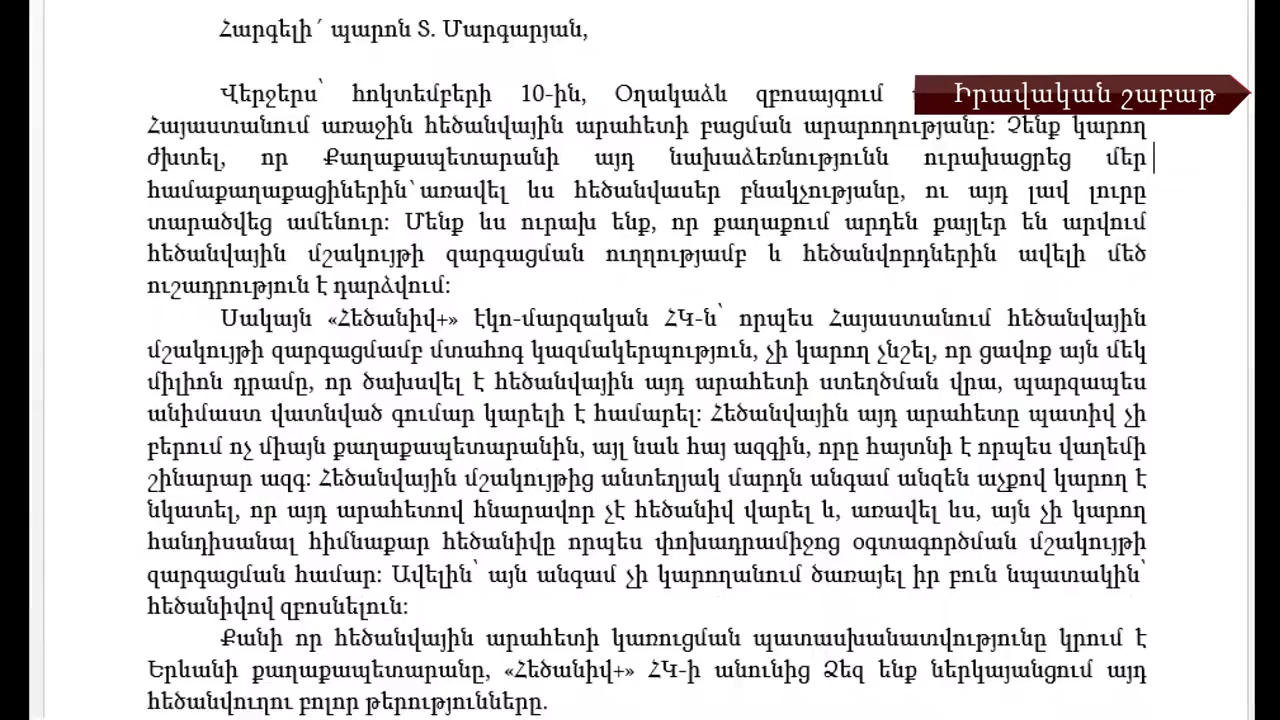 Հարգելի՛ պարոն Տ. Մարգարյան,
Վերջերս՝ հոկտեմբերի 10-ին, Օղակաձև զբոսայգում
Իրավական շաբաթ
Հայաստանում առաջին հեծանվային արահետի բացման արարողությանը: Չենք կարող
ժխտել, որ Քաղաքապետարանի այդ նախաձեռնությունն ուրախացրեց մեր
համաքաղաքացիներին՝առավել ևս հեծանվասեր բնակչությանը, ու այդ լավ լուրը
տարածվեց ամենուր: Մենք ևս ուրախ ենք, որ քաղաքում արդեն քայլեր են արվում
հեծանվային մշակույթի զարգացման ուղղությամբ և հեծանվորդներին ավելի մեծ
ուշադրություն է դարձվում:
Սակայն «Հեծանիվ+» էկո-մարզական ՀԿ-ն՝ որպես Հայաստանում հեծանվային
մշակույթի զարգացմամբ մտահոգ կազմակերպություն, չի կարող չնշել, որ ցավոք այն մեկ
միլիոն դրամը, որ ծախսվել է հեծանվային այդ արահետի ստեղծման վրա, պարզապես
անիմաստ վատնված գումար կարելի է համարել: Հեծանվային այդ արահետը պատիվ չի
բերում ոչ միայն քաղաքապետարանին, այլ նաև հայ ազգին, որը հայտնի է որպես վաղեմի
շինարար ազգ: Հեծանվային մշակույթից անտեղյակ մարդն անգամ անզեն աչքով կարող է
նկատել, որ այդ արահետով հնարավոր չէ հեծանիվ վարել և, առավել ևս, այն չի կարող
հանդիսանալ հիմնաքար հեծանիվը որպես փոխադրամիջոց օգտագործման մշակույթի
զարգացման համար: Ավելին՝ այն անգամ չի կարողանում ծառայել իր բուն նպատակին՝
հեծանիվով զբոսնելուն:
Քանի որ հեծանվային արահետի կառուցման պատասխանատվությունը կրում է
Երևանի քաղաքապետարանը, «Հեծանիվ+» ՀԿ-ի անունից Ձեզ ենք ներկայացնում այդ
հեծանվուղու բոլոր թերությունները.